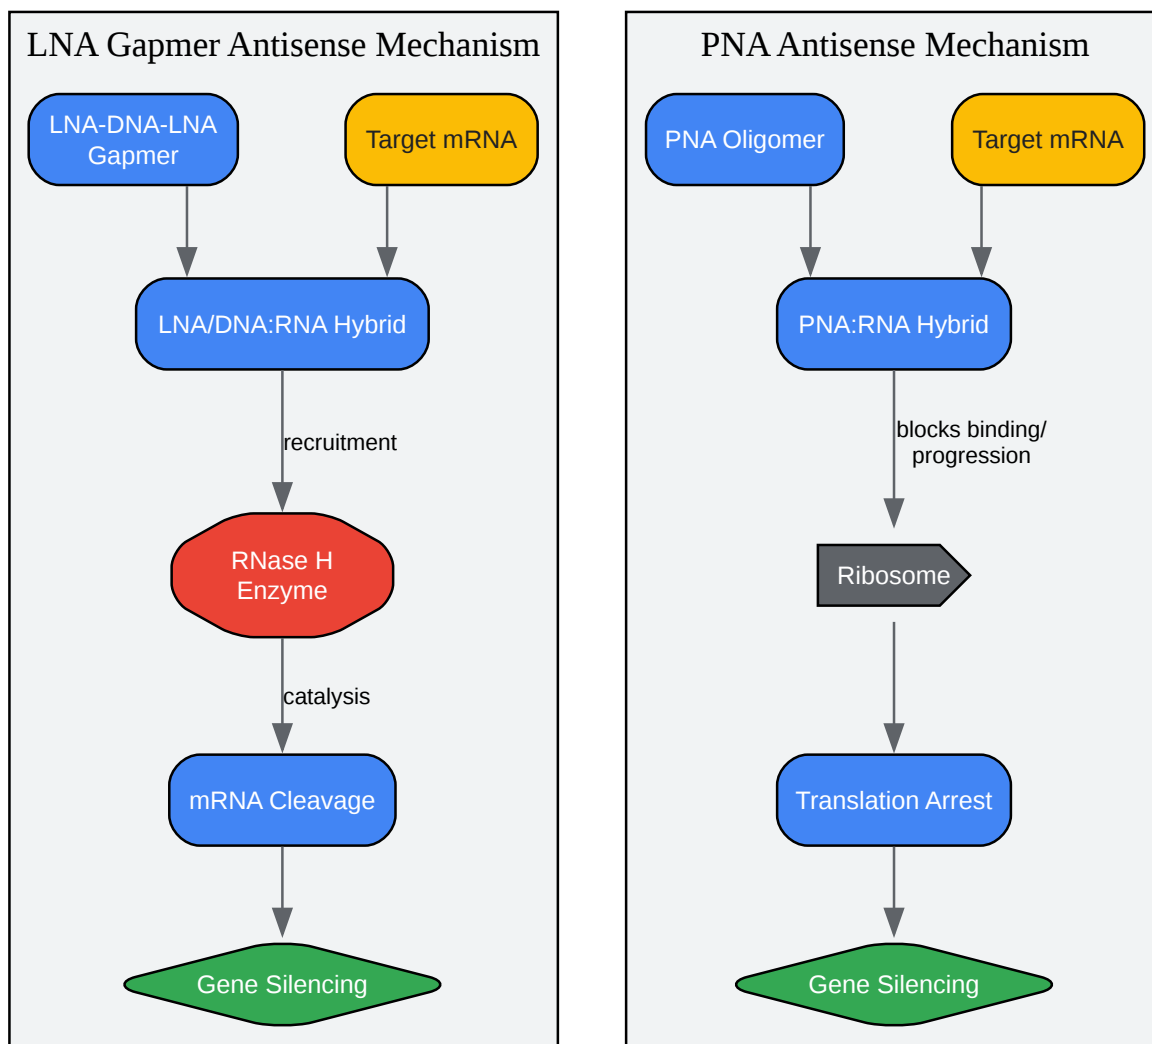 LNA Gapmer Antisense Mechanism
LNA-DNA-LNA
Gapmer
Target mRNA
LNA/DNA:RNA Hybrid
recruitment
RNase H
Enzyme
catalysis
mRNA Cleavage
Gene Silencing
PNA Antisense Mechanism
PNA Oligomer
Target mRNA
PNA:RNA Hybrid
blocks binding/
progression
Ribosome
Translation Arrest
Gene Silencing